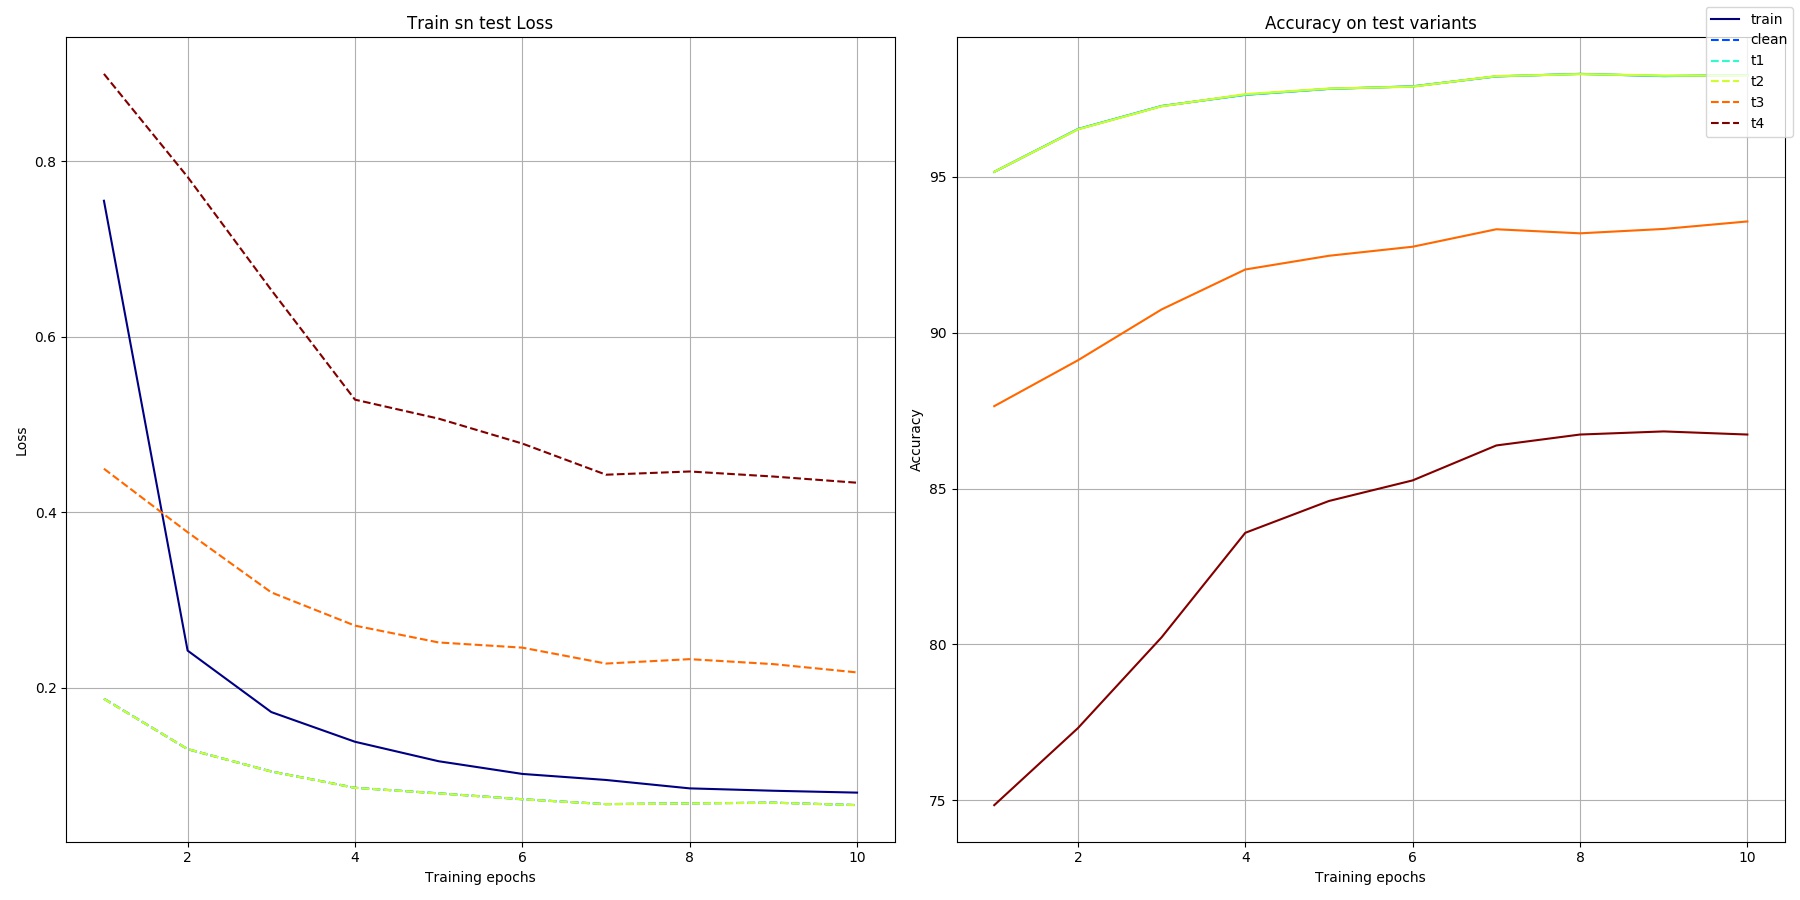 Train sn test Loss
0.8
0.6
0.4
0.2
Loss
2 4 6 8 10
Training epochs
Accuracy on test variants
95
90
85
80
75
Accuracy
2 4 6 8 10
Training epochs
train
clean
t1
t2
t3
t4